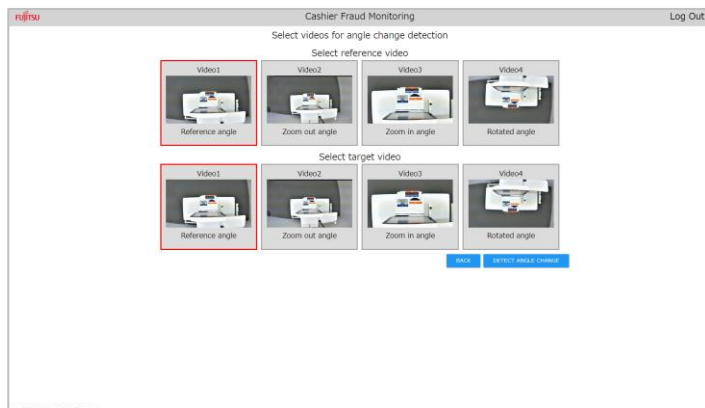 FUJITSU
Cashier Fraud Monitoring
Log Out
Select videos for angle change detection
Select reference video
Video1
Video2
Video3
Video4
Reference angle
Zoom out angle
Zoom in angle
Rotated angle
Select target video
Video1
Video2
Video3
Video4
Reference angle
Zoom out angle
Zoom in angle
Rotated angle
BACK
DETECT ANGLE CHANGE